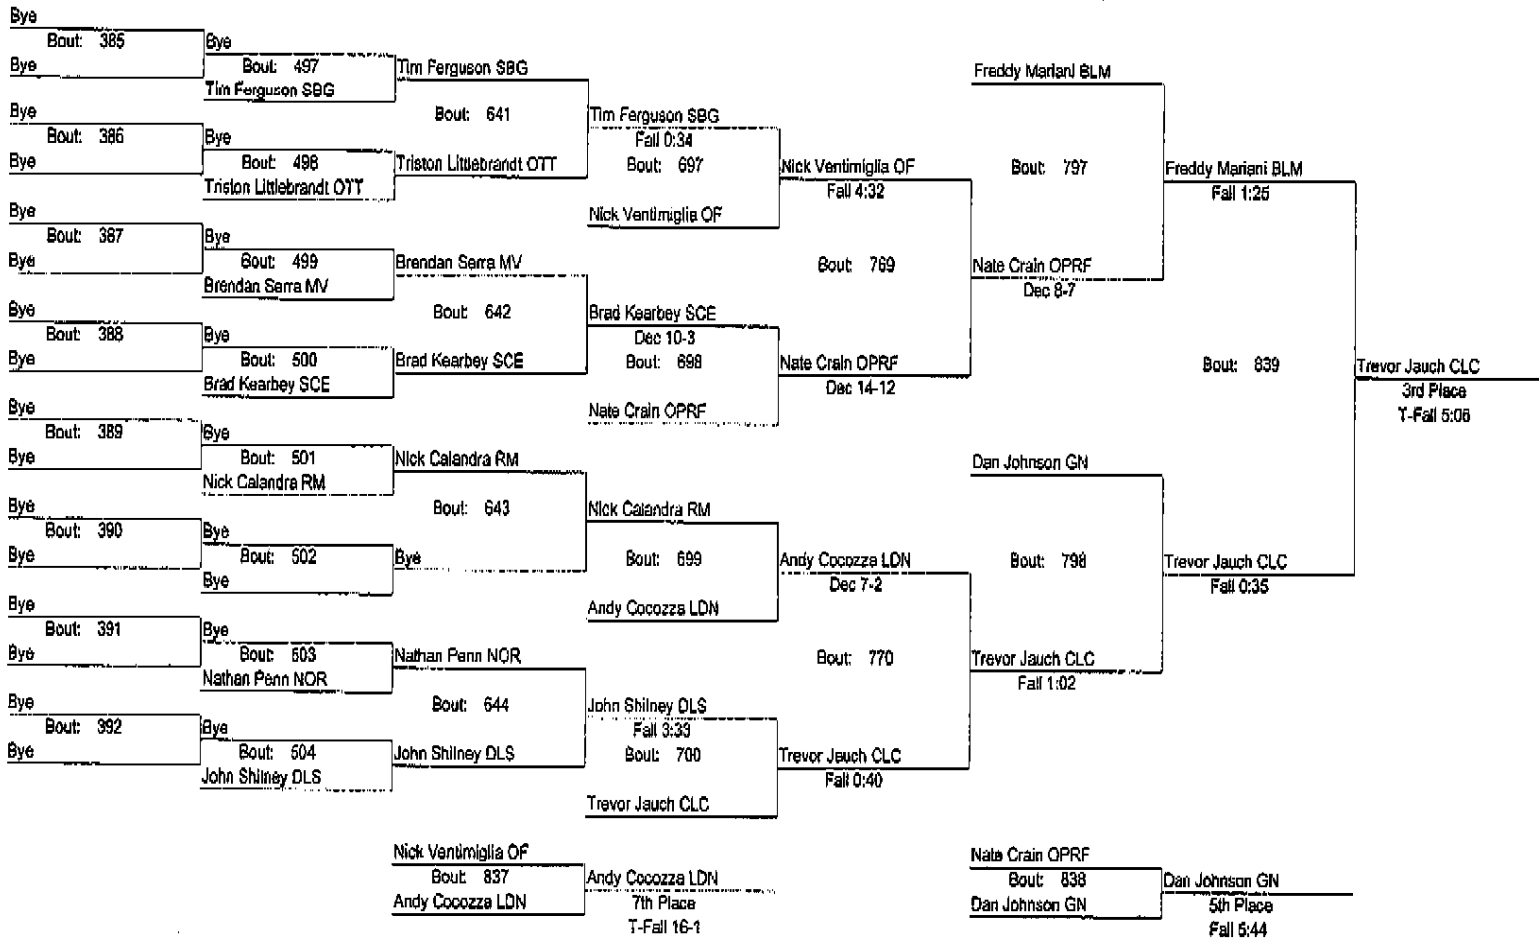 Bye
Bout: 385
Bye
Bye
Bout: 386
Bye
Bye
Bout: 387
Bye
Bye
Bout: 388
Bye
Bye
Bout: 389
Bye
Bye
Bout: 390
Bye
Bye
Bout: 391
Bye
Bye
Bout: 392
Bye
Bye
Bout: 497
Tim Ferguson SBG
Bye
Bout: 498
Triston Littlebrandt OTT
Bye
Bout: 499
Brendan Serra MV
Bye
Bout: 500
Brad Kearbey SCE
Bye
Bout: 501
Nick Calandra RM
Bye
Bout: 502
Bye
Bye
Bout: 503
Nathan Penn NOR
Bye
Bout: 504
John Shilney DLS
Tim Ferguson SBG
Bout: 641
Triston Littlebrandt OTT
Brendan Serra MV
Bout: 642
Brad Kearbey SCE
Nick Calandra RM
Bout: 643
Bye
Nathan Penn NOR
Bout: 644
John Shilney DLS
Tim Ferguson SBG
Fall 0:34
Bout: 697
Nick Ventimiglia OF
Brad Kearbey SCE
Dec 10-3
Bout: 698
Nate Crain OPRF
Nick Calandra RM
Bout: 699
Andy Cocozza LDN
John Shilney DLS
Fall 3:33
Bout: 700
Trevor Jauch CLC
Nick Ventimiglia OF
Fall 4:32
Bout: 769
Nate Crain OPRF
Dec 14-12
Andy Cocozza LDN
Dec 7-2
Bout: 770
Trevor Jauch CLC
Fall 0:40
Freddy Mariani BLM
Bout: 797
Nate Crain OPRF
Dec 8-7
Dan Johnson GN
Bout: 798
Trevor Jauch CLC
Fall 1:02
Freddy Mariani BLM
Fall 1:25
Bout: 839
Trevor Jauch CLC
Fall 0:35
Trevor Jauch CLC
3rd Place
T-Fall 5:06
Nick Ventimiglia OF
Bout: 837
Andy Cocozza LDN
Andy Cocozza LDN
7th Place
T-Fall 16-1
Nate Crain OPRF
Bout: 838
Dan Johnson GN
Dan Johnson GN
5th Place
Fall 5:44